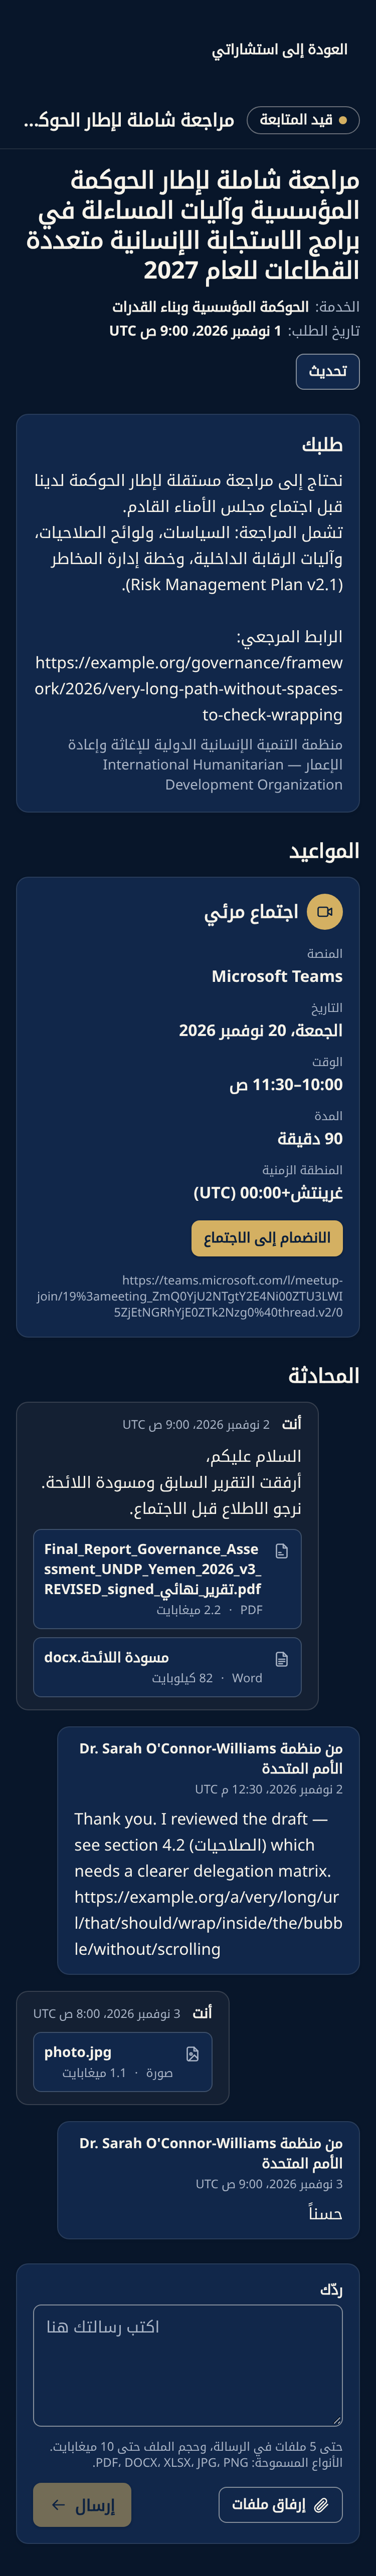 العودة إلى استشاراتي
قيد المتابعة
مراجعة شاملة لإطار الحوكـ...
مراجعة شاملة لإطار الحوكمة
المؤسسية وآليات المساءلة في
برامج الاستجابة الإنسانية متعددة
القطاعات للعام 2027
الخدمة: الحوكمة المؤسسية وبناء القدرات
تاريخ الطلب: 1 نوفمبر 2026، 9:00 ص UTC
تحديث
طلبك
نحتاج إلى مراجعة مستقلة لإطار الحوكمة لدينا
قبل اجتماع مجلس الأمناء القادم.
تشمل المراجعة: السياسات، ولوائح الصلاحيات،
وآليات الرقابة الداخلية، وخطة إدارة المخاطر
(Risk Management Plan v2.1).
الرابط المرجعي:
https://example.org/governance/framew
ork/2026/very-long-path-without-spaces-
to-check-wrapping
منظمة التنمية الإنسانية الدولية للإغاثة وإعادة
الإعمار — International Humanitarian
Development Organization
المواعيد
اجتماع مرئي
المنصة
Microsoft Teams
التاريخ
الجمعة، 20 نوفمبر 2026
الوقت
10:00–11:30 ص
المدة
90 دقيقة
المنطقة الزمنية
غرينتش+00:00 (UTC)
الانضمام إلى الاجتماع
https://teams.microsoft.com/l/meetup-
join/19%3ameeting_ZmQ0YjU2NTgtY2E4Ni00ZTU3LWI
5ZjEtNGRhYjE0ZTk2Nzg0%40thread.v2/0
المحادثة
أنت 2 نوفمبر 2026، 9:00 ص UTC
السلام عليكم،
أرفقت التقرير السابق ومسودة اللائحة.
نرجو الاطلاع قبل الاجتماع.
Final_Report_Governance_Asse
ssment_UNDP_Yemen_2026_v3_
REVISED_signed_تقرير_نهائي.pdf
PDF · 2.2 ميغابايت
مسودة اللائحة.docx
Word · 82 كيلوبايت
من منظمة Dr. Sarah O'Connor-Williams
الأمم المتحدة
2 نوفمبر 2026، 12:30 م UTC
Thank you. I reviewed the draft —
see section 4.2 (الصلاحيات) which
needs a clearer delegation matrix.
https://example.org/a/very/long/ur
l/that/should/wrap/inside/the/bubb
le/without/scrolling
أنت 3 نوفمبر 2026، 8:00 ص UTC
photo.jpg
صورة · 1.1 ميغابايت
من منظمة Dr. Sarah O'Connor-Williams
الأمم المتحدة
3 نوفمبر 2026، 9:00 ص UTC
حسناً
ردّك
اكتب رسالتك هنا
حتى 5 ملفات في الرسالة، وحجم الملف حتى 10 ميغابايت.
الأنواع المسموحة: PDF، DOCX، XLSX، JPG، PNG.
إرفاق ملفات
إرسال